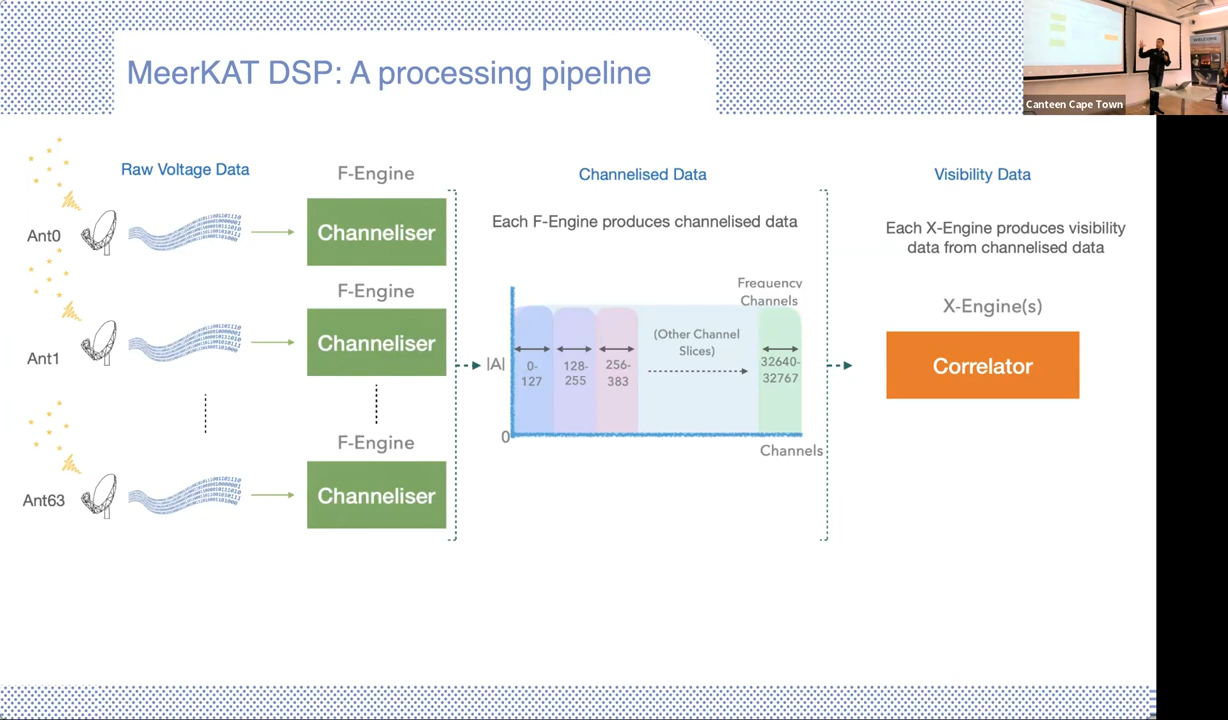 MeerKAT DSP: A processing pipeline
WELCOME
Canteen Cape Town
Raw Voltage Data
F-Engine
Channeliser
Ant0
F-Engine
Channeliser
Ant1
F-Engine
Channeliser
Ant63
Channelised Data
Each F-Engine produces channelised data
Frequency
Channels
|A|
0-
127
128-
255
256-
383
(Other Channel
Slices)
32640-
32767
0
Channels
Visibility Data
Each X-Engine produces visibility
data from channelised data
X-Engine(s)
Correlator